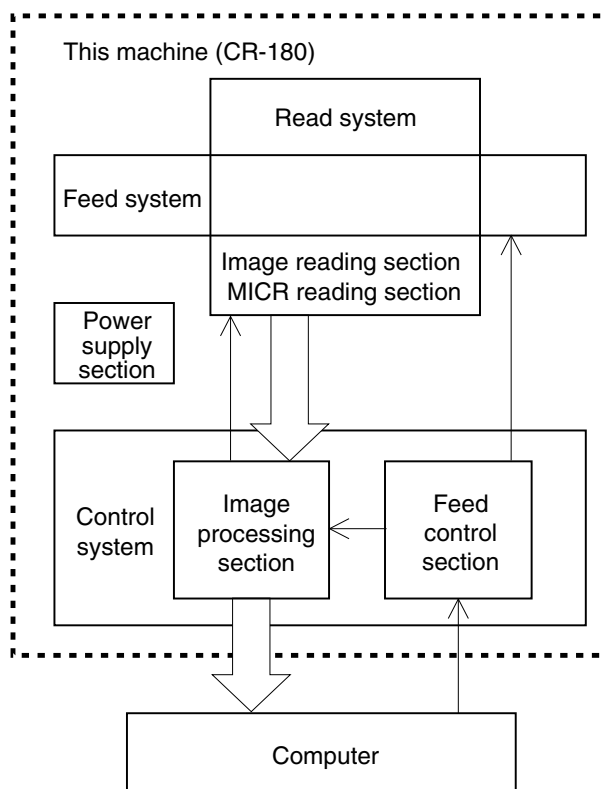 This machine (CR-180)
Read system
Feed system
Image reading section
MICR reading section
Power
supply
section
Control
system
Image
processing
section
Feed
control
section
Computer